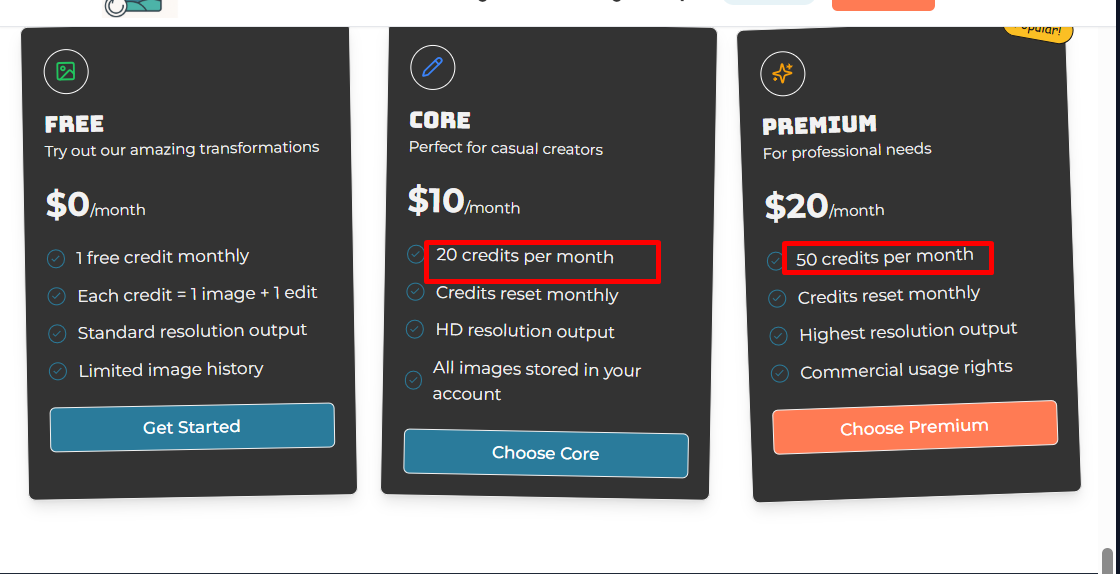 Popular!
FREE
Try out our amazing transformations
$0/month
1 free credit monthly
Each credit = 1 image + 1 edit
Standard resolution output
Limited image history
Get Started
CORE
Perfect for casual creators
$10/month
20 credits per month
Credits reset monthly
HD resolution output
All images stored in your
account
Choose Core
PREMIUM
For professional needs
$20/month
50 credits per month
Credits reset monthly
Highest resolution output
Commercial usage rights
Choose Premium